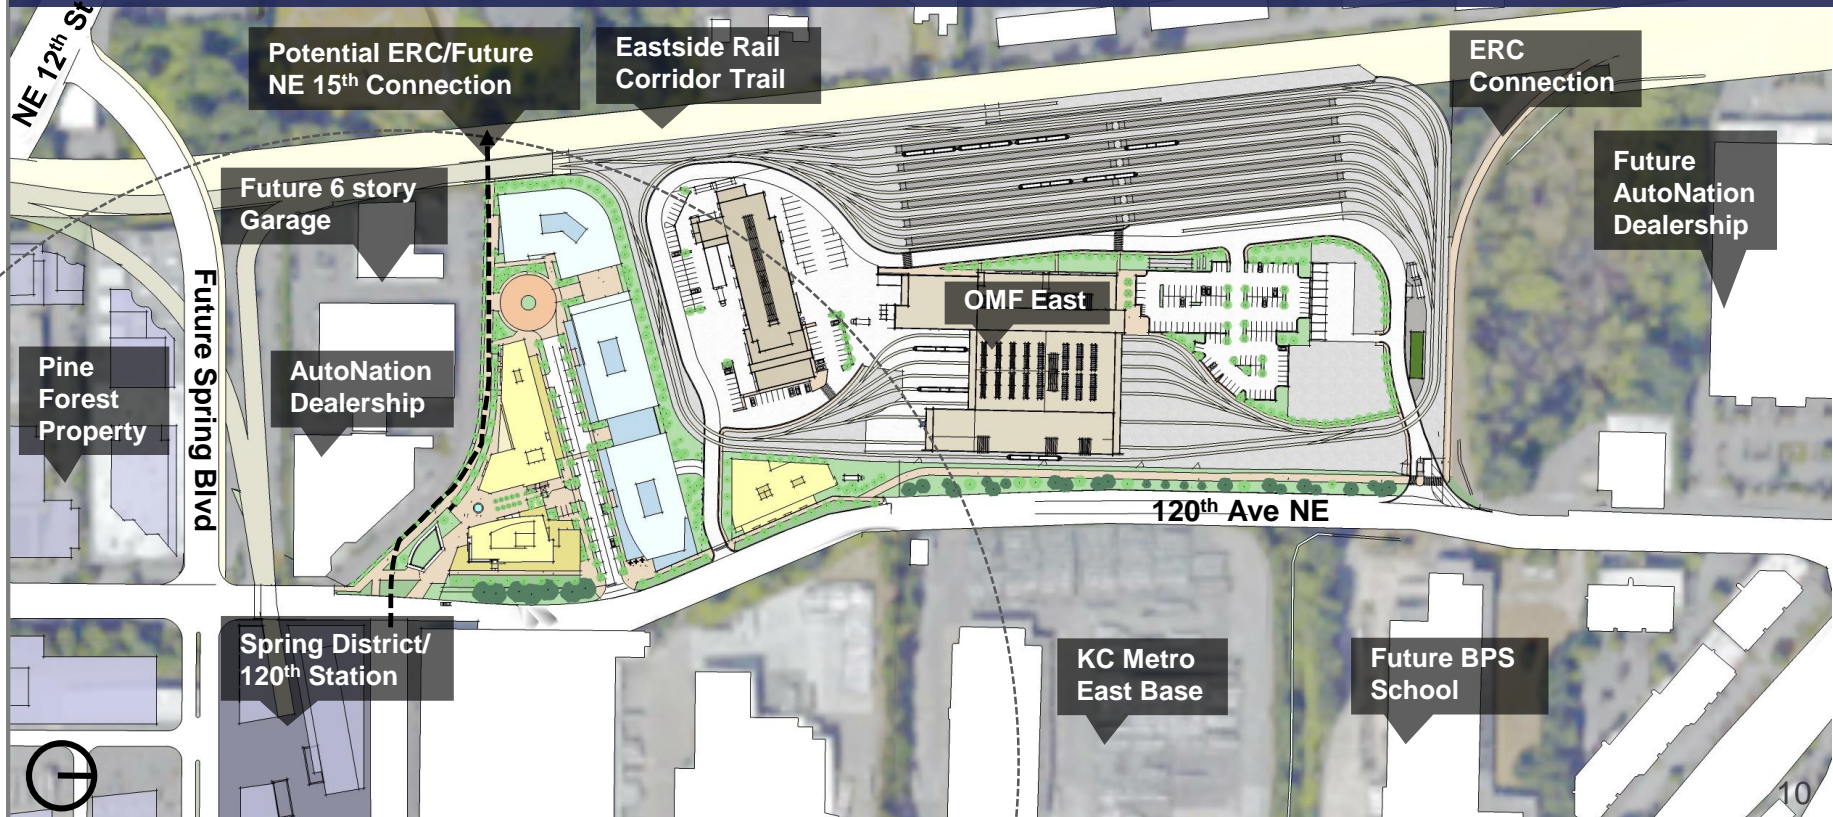 NE 12th St
Potential ERC/Future
NE 15th Connection
Eastside Rail
Corridor Trail
ERC
Connection
Future
AutoNation
Dealership
Future 6 story
Garage
Future Spring Blvd
OMF East
Pine
Forest
Property
AutoNation
Dealership
120th Ave NE
Spring District/
120th Station
KC Metro
East Base
Future BPS
School
10